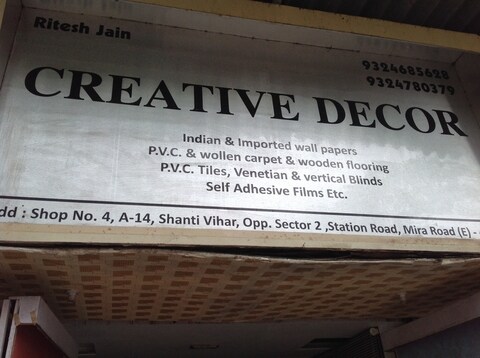 Ritesh Jain
9324685628
9324780379
CREATIVE DECOR
Indian & Imported wall papers
P.V.C. & wollen carpet & wooden flooring
P.V.C. Tiles, Venetian & vertical Blinds
Self Adhesive Films Etc.
dd : Shop No. 4, A-14, Shanti Vihar, Opp. Sector 2 ,Station Road, Mira Road (E) -